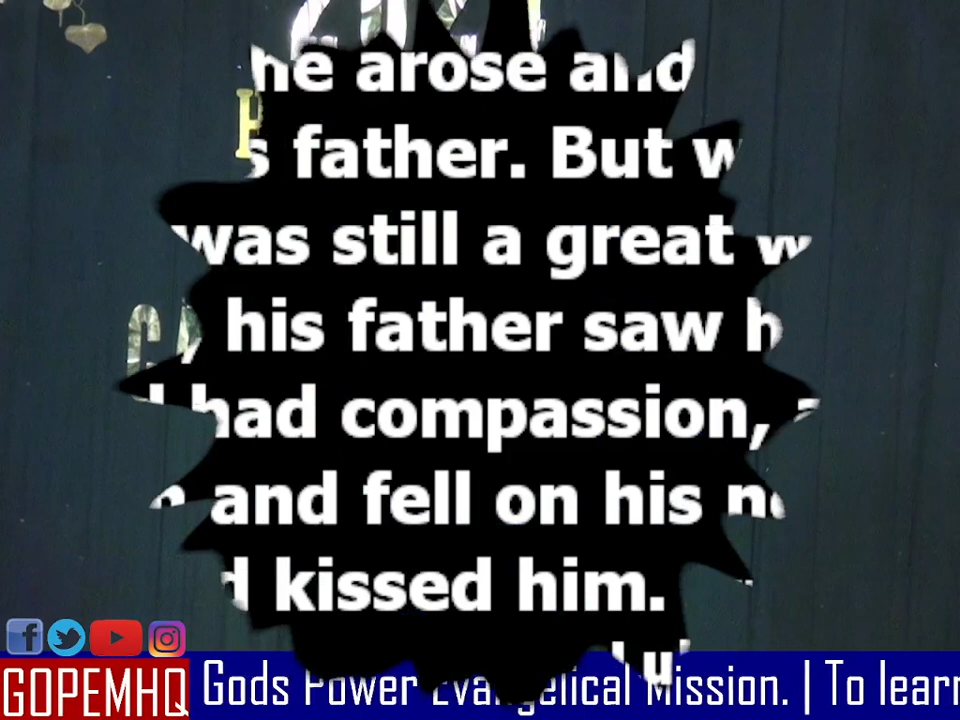 he arose and
father. But
was still a great
his father saw
had compassion,
and fell on his
kissed him.
GOPEMHQ Gods Power Evangelical Mission. | To learn